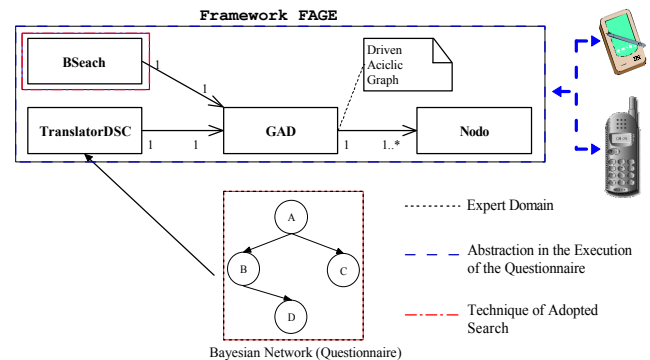 Framework FAGE
BSeach
Driven
Aciclic
Graph
1
1
TranslatorDSC
GAD
Nodo
1
1
1
1..*
A
B
C
D
Bayesian Network (Questionnaire)
Expert Domain
Abstraction in the Execution
of the Questionnaire
Technique of Adopted
Search